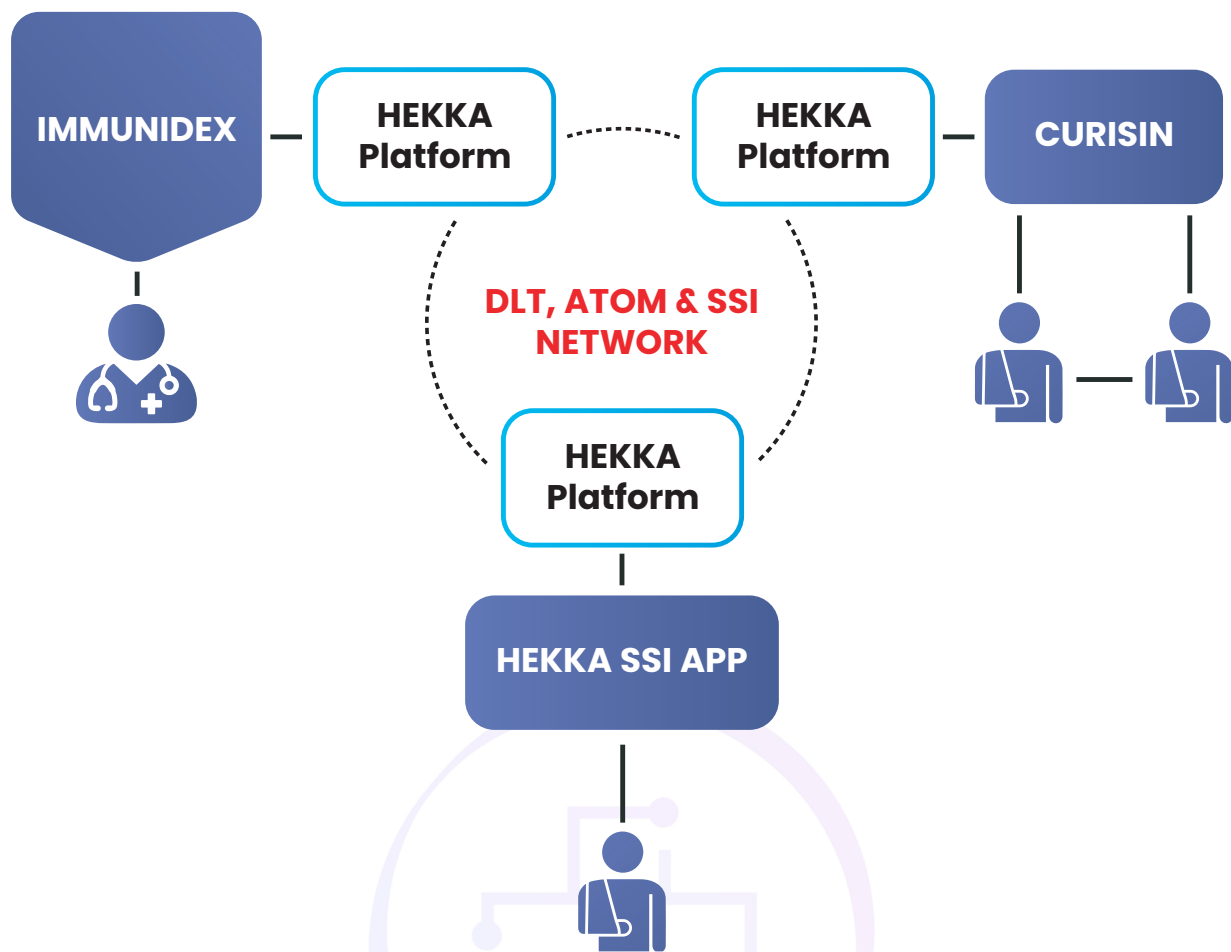 IMMUNIDEX
HEKKA
Platform
HEKKA
Platform
CURISIN
DLT, ATOM & SSI
NETWORK
HEKKA
Platform
HEKKA SSI APP